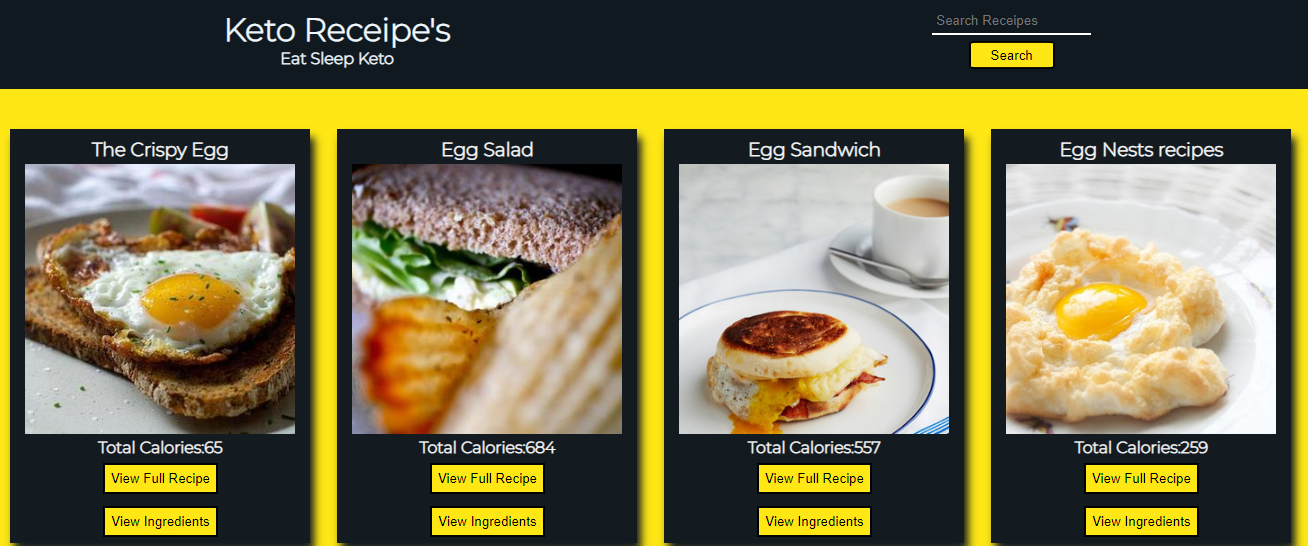 Keto Receipe's
Eat Sleep Keto
Search Receipes
Search
The Crispy Egg
Total Calories:65
View Full Recipe
View Ingredients
Egg Salad
Total Calories:684
View Full Recipe
View Ingredients
Egg Sandwich
Total Calories:557
View Full Recipe
View Ingredients
Egg Nests recipes
Total Calories:259
View Full Recipe
View Ingredients